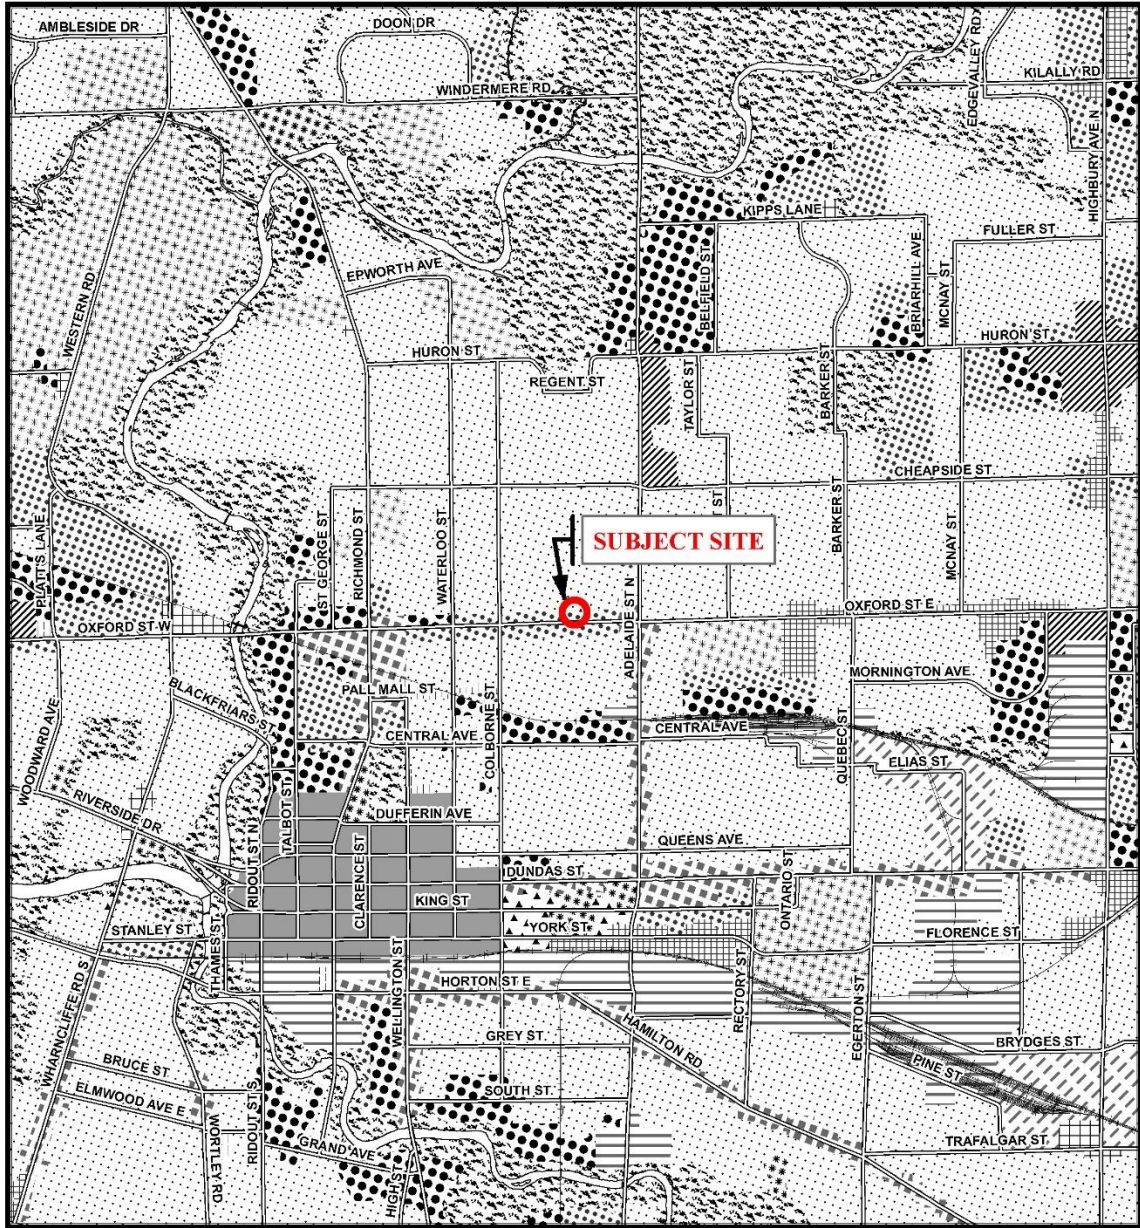 AMBLESIDE DR
DOON DR
EDGEVALLEY RD
KILALLY RD
WINDERMERE RD
HIGHBURY AVE N
KIPPS LANE
FULLER ST
BRIARHILL AVE
MCNAY ST
BELFIELD ST
EPWORTH AVE
WESTERN RD
HURON ST
HURON ST
REGENT ST
TAYLOR ST
BARKER ST
CHEAPSIDE ST
PLATT'S LANE
ST GEORGE ST
RICHMOND ST
WATERLOO ST
SUBJECT SITE
ST
BARKER ST
MCNAY ST
OXFORD ST W
OXFORD ST E
ADELAIDE ST N
MORNINGTON AVE
PALL MALL ST
BLACKFRIARS ST
WOODWARD AVE
CENTRAL AVE
COLBORNE ST
CENTRAL AVE
QUEBEC ST
ELIAS ST
RIVERSIDE DR
TALBOT ST
DUFFERIN AVE
QUEENS AVE
RIDOUT ST N
CLARENCE ST
DUNDAS ST
ONTARIO ST
KING ST
STANLEY ST
THAMES ST
YORK ST
FLORENCE ST
WELLINGTON ST
RECTORY ST
WHARNCLIFFE RD S
HORTON ST E
EGERTON ST
HAMILTON RD
GREY ST
BRYDGES ST
BRUCE ST
PINE ST
ELMWOOD AVE E
SOUTH ST
WORTLEY RD
RIDOUT ST S
GRAND AVE
HIGH ST
TRAFALGAR ST